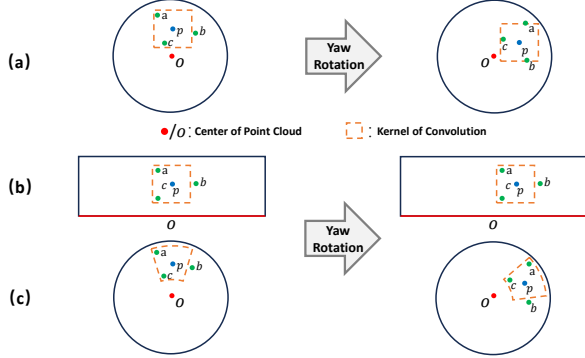 (a)
a
p
b
c
O
Yaw
Rotation
a
c
p
b
O
/O: Center of Point Cloud
: Kernel of Convolution
(b)
a
c
p
b
O
Yaw
Rotation
a
c
p
b
O
(c)
a
p
b
c
O
a
c
p
b
O